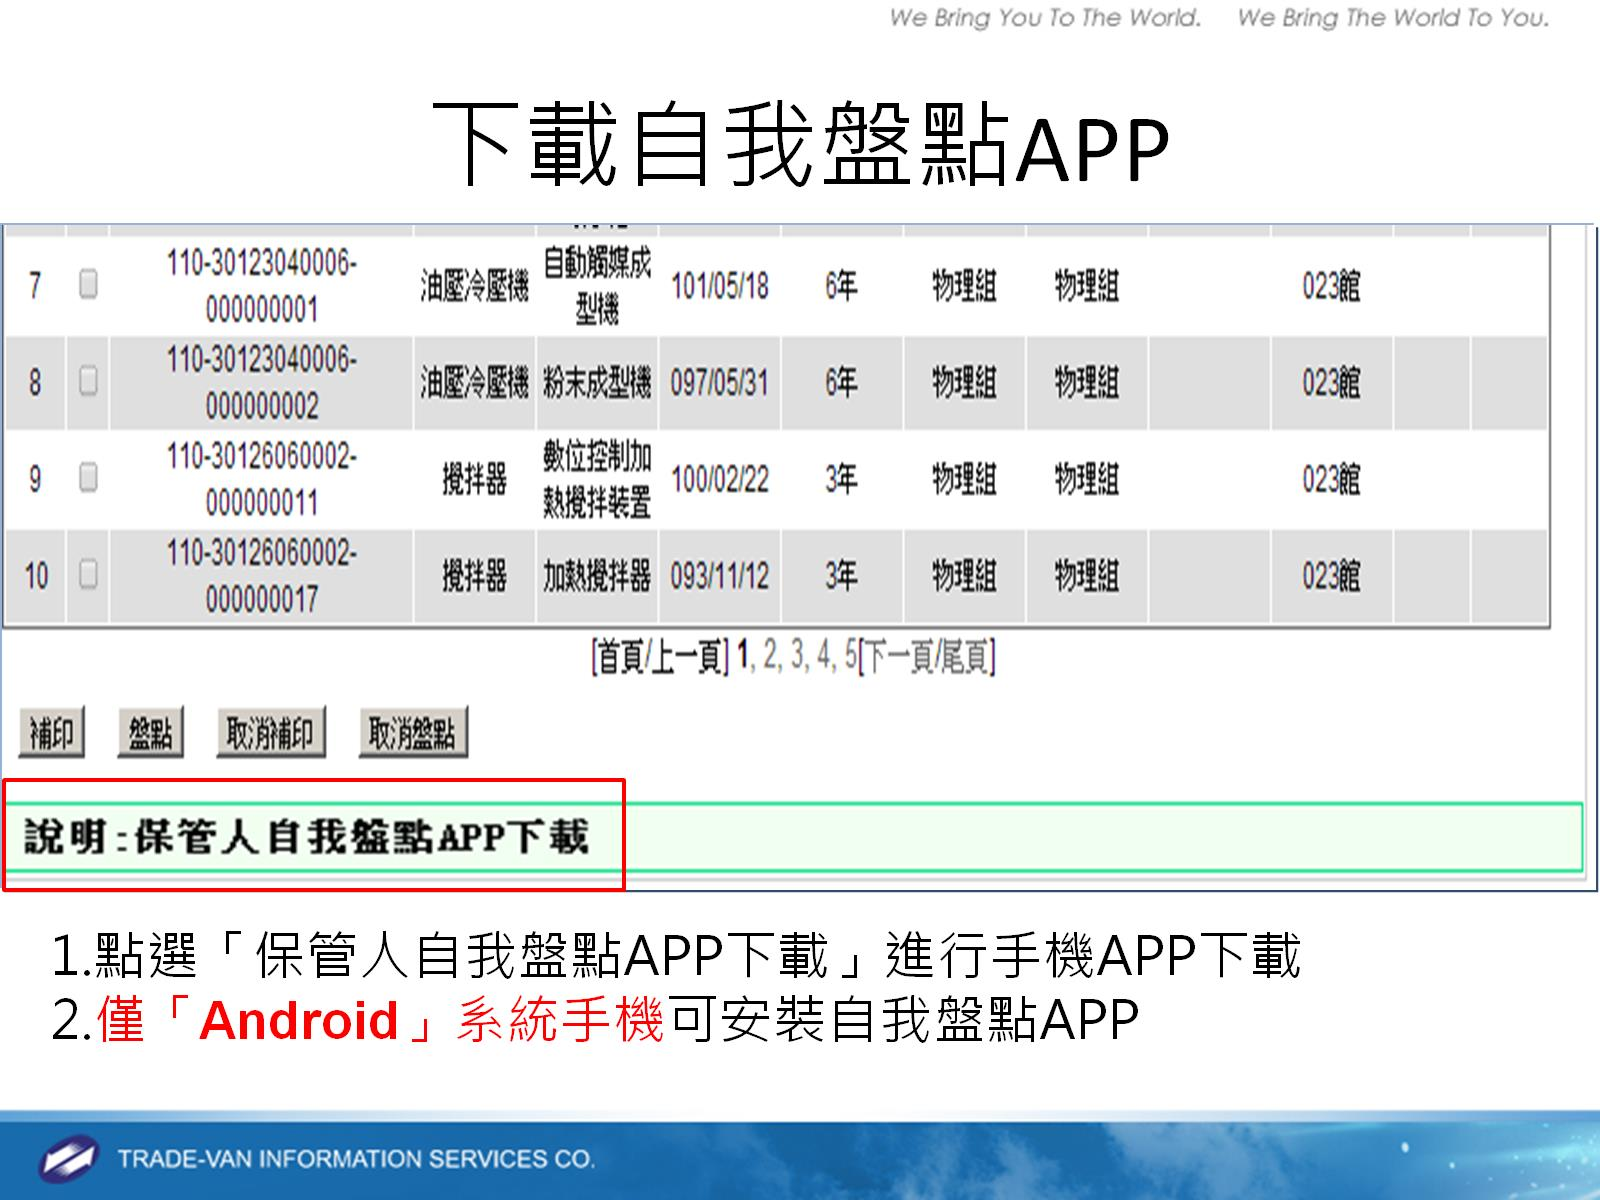 We Bring You To The World. We Bring The World To You.
下載自我盤點APP
7 110-30123040006-000000001 油壓冷壓機 自動觸媒成型機 101/05/18 6年 物理組 物理組 023館
8 110-30123040006-000000002 油壓冷壓機 粉末成型機 097/05/31 6年 物理組 物理組 023館
9 110-30126060002-000000011 攪拌器 數位控制加熱攪拌裝置 100/02/22 3年 物理組 物理組 023館
10 110-30126060002-000000017 攪拌器 加熱攪拌器 093/11/12 3年 物理組 物理組 023館
[首頁/上一頁] 1, 2, 3, 4, 5[下一頁/尾頁]
補印 盤點 取消補印 取消盤點
說明:保管人自我盤點APP下載
1.點選「保管人自我盤點APP下載」進行手機APP下載
2.僅「Android」系統手機可安裝自我盤點APP
TRADE-VAN INFORMATION SERVICES CO.